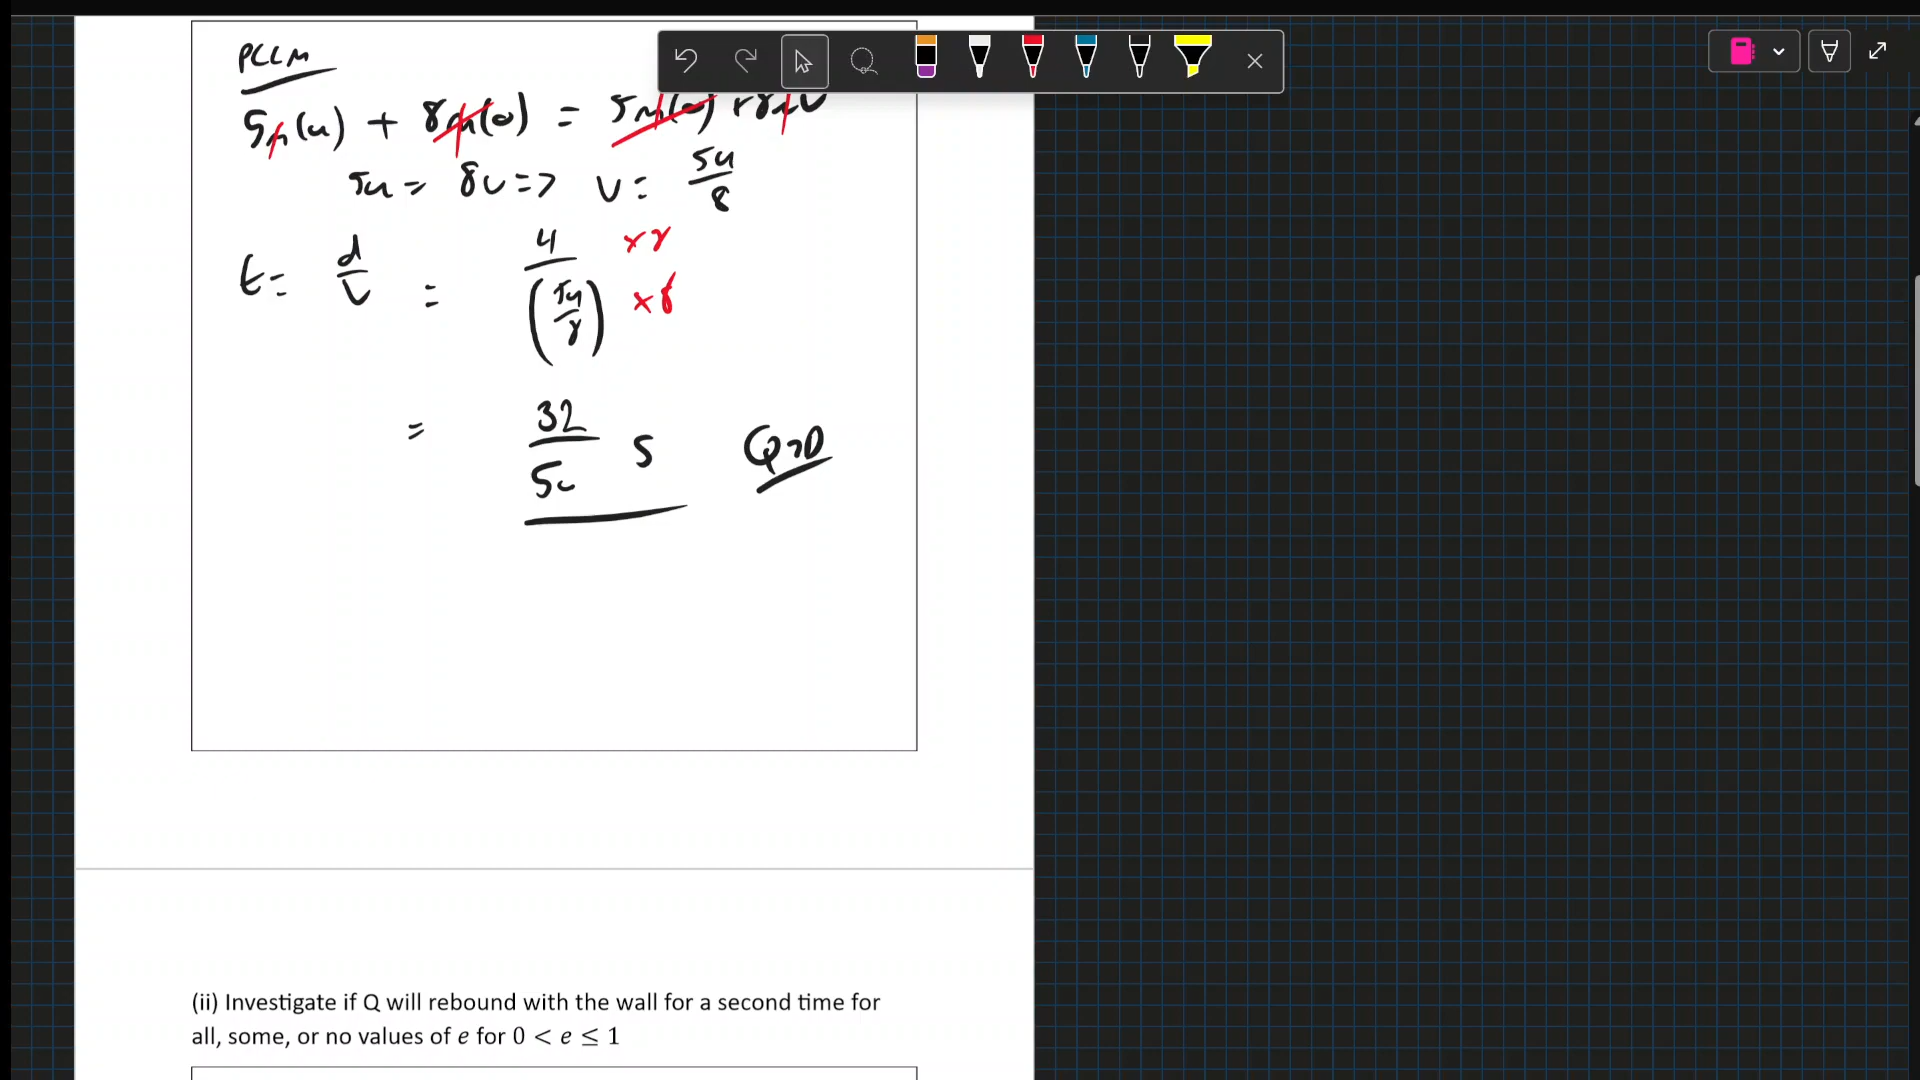 PCLM
5m(u) + 8m(0) = 5m(0) + 8mv
5u = 8v => v = 5u/8
t = d/v = 4/(5u/8) ×8 ×8
= 32/5u s QED
(ii) Investigate if Q will rebound with the wall for a second time for
all, some, or no values of e for 0 < e ≤ 1